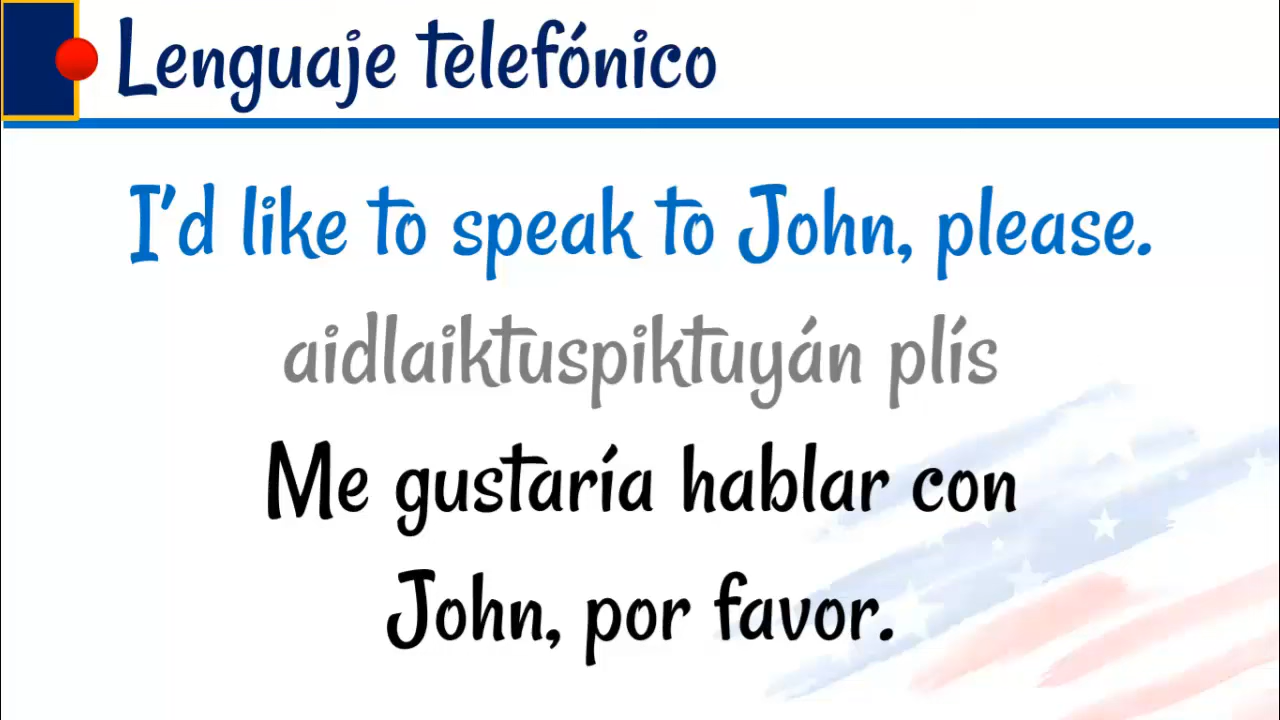 Lenguaje telefónico
I'd like to speak to John, please.
aidlaiktuspiktuyán plís
Me gustaría hablar con
John, por favor.